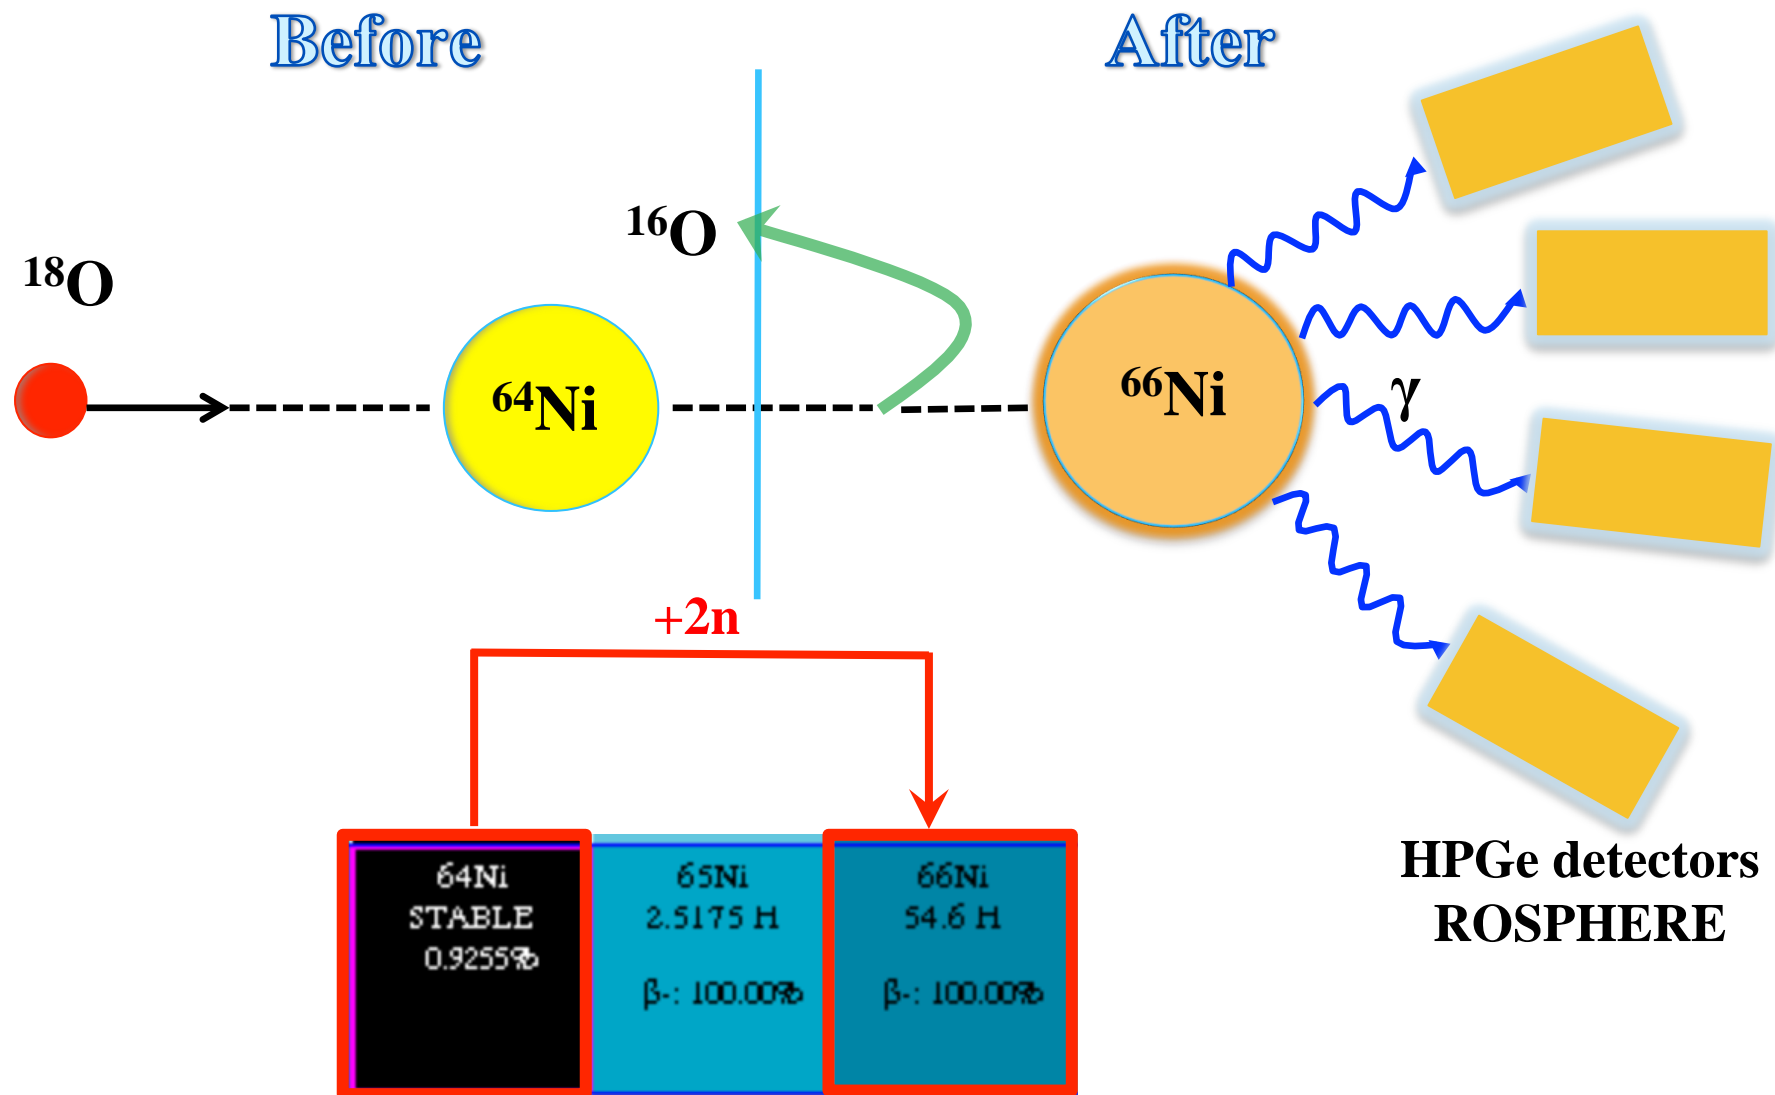 Before
After
¹⁸O
¹⁶O
⁶⁴Ni
⁶⁶Ni
γ
+2n
64Ni
STABLE
0.9255%
65Ni
2.5175 H
β-: 100.00%
66Ni
54.6 H
β-: 100.00%
HPGe detectors
ROSPHERE